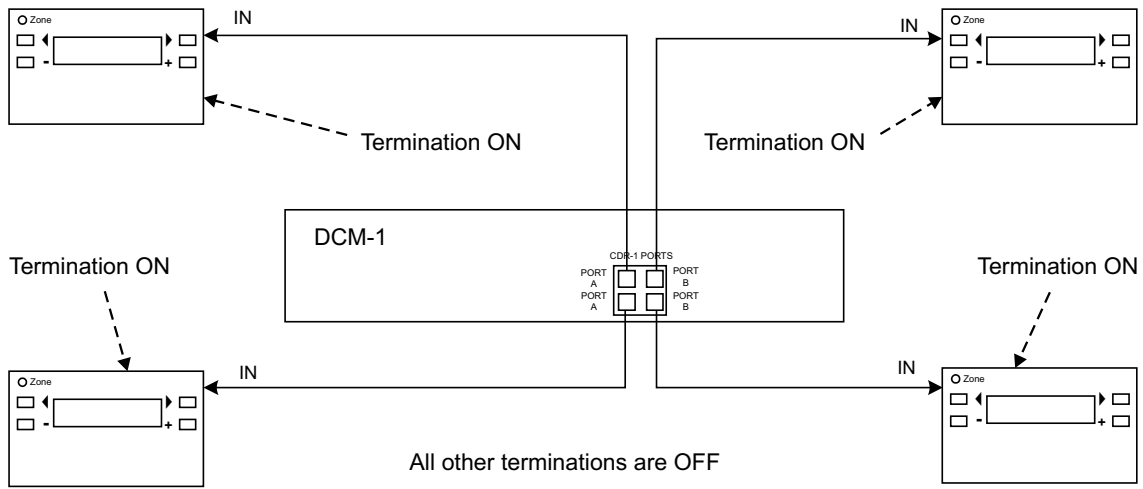 Zone
IN
- +
Termination ON
IN
Zone
- +
Termination ON
DCM-1
CDR-1 PORTS
PORT A
PORT B
PORT A
PORT B
Termination ON
Termination ON
Zone
IN
- +
IN
Zone
- +
All other terminations are OFF